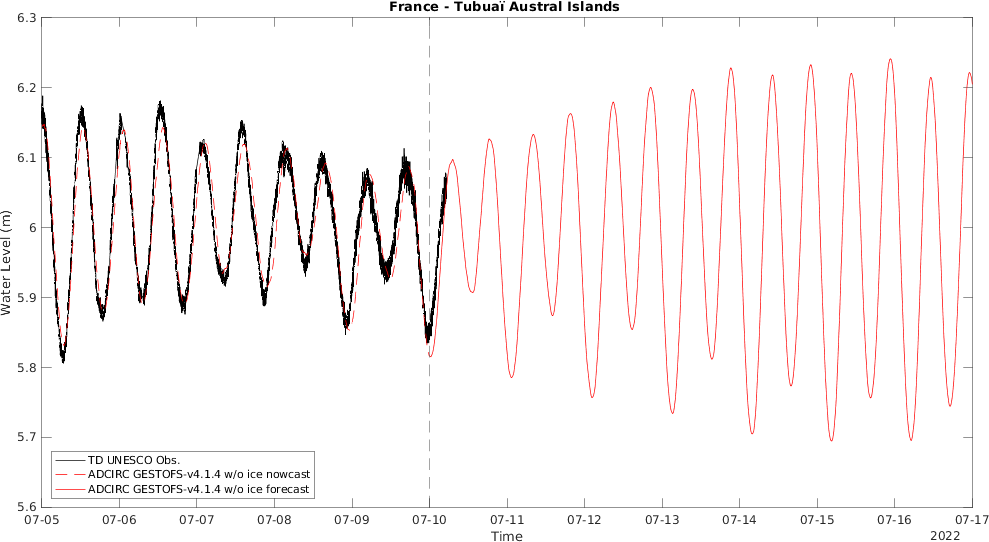 France - Tubuaï Austral Islands
6.3
6.2
6.1
6
5.9
5.8
5.7
5.6
Water Level (m)
TD UNESCO Obs.
ADCIRC GESTOFS-v4.1.4 w/o ice nowcast
ADCIRC GESTOFS-v4.1.4 w/o ice forecast
07-05 07-06 07-07 07-08 07-09 07-10 07-11 07-12 07-13 07-14 07-15 07-16 07-17
Time
2022